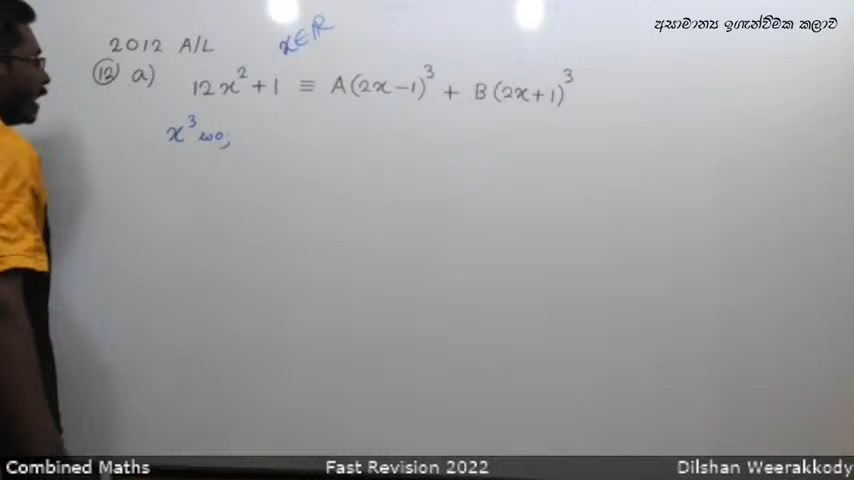 අසාමාන්‍ය ඉගැන්වීමක කලාව
2012 A/L
x∈ℝ
(12) a) 12x² + 1 ≡ A(2x-1)³ + B(2x+1)³
x³ ගුණ;
Combined Maths
Fast Revision 2022
Dilshan Weerakkody